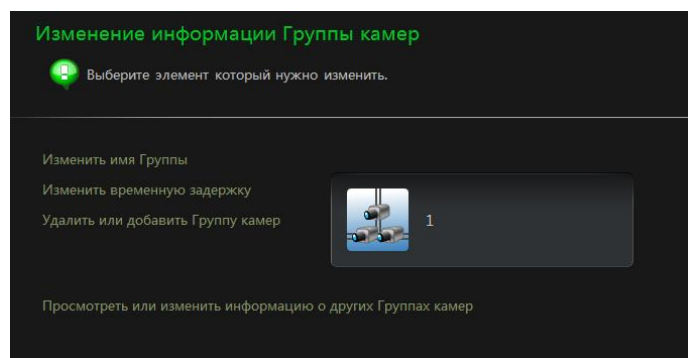 Изменение информации Группы камер
Выберите элемент который нужно изменить.
Изменить имя Группы
Изменить временную задержку
Удалить или добавить Группу камер
1
Просмотреть или изменить информацию о других Группах камер